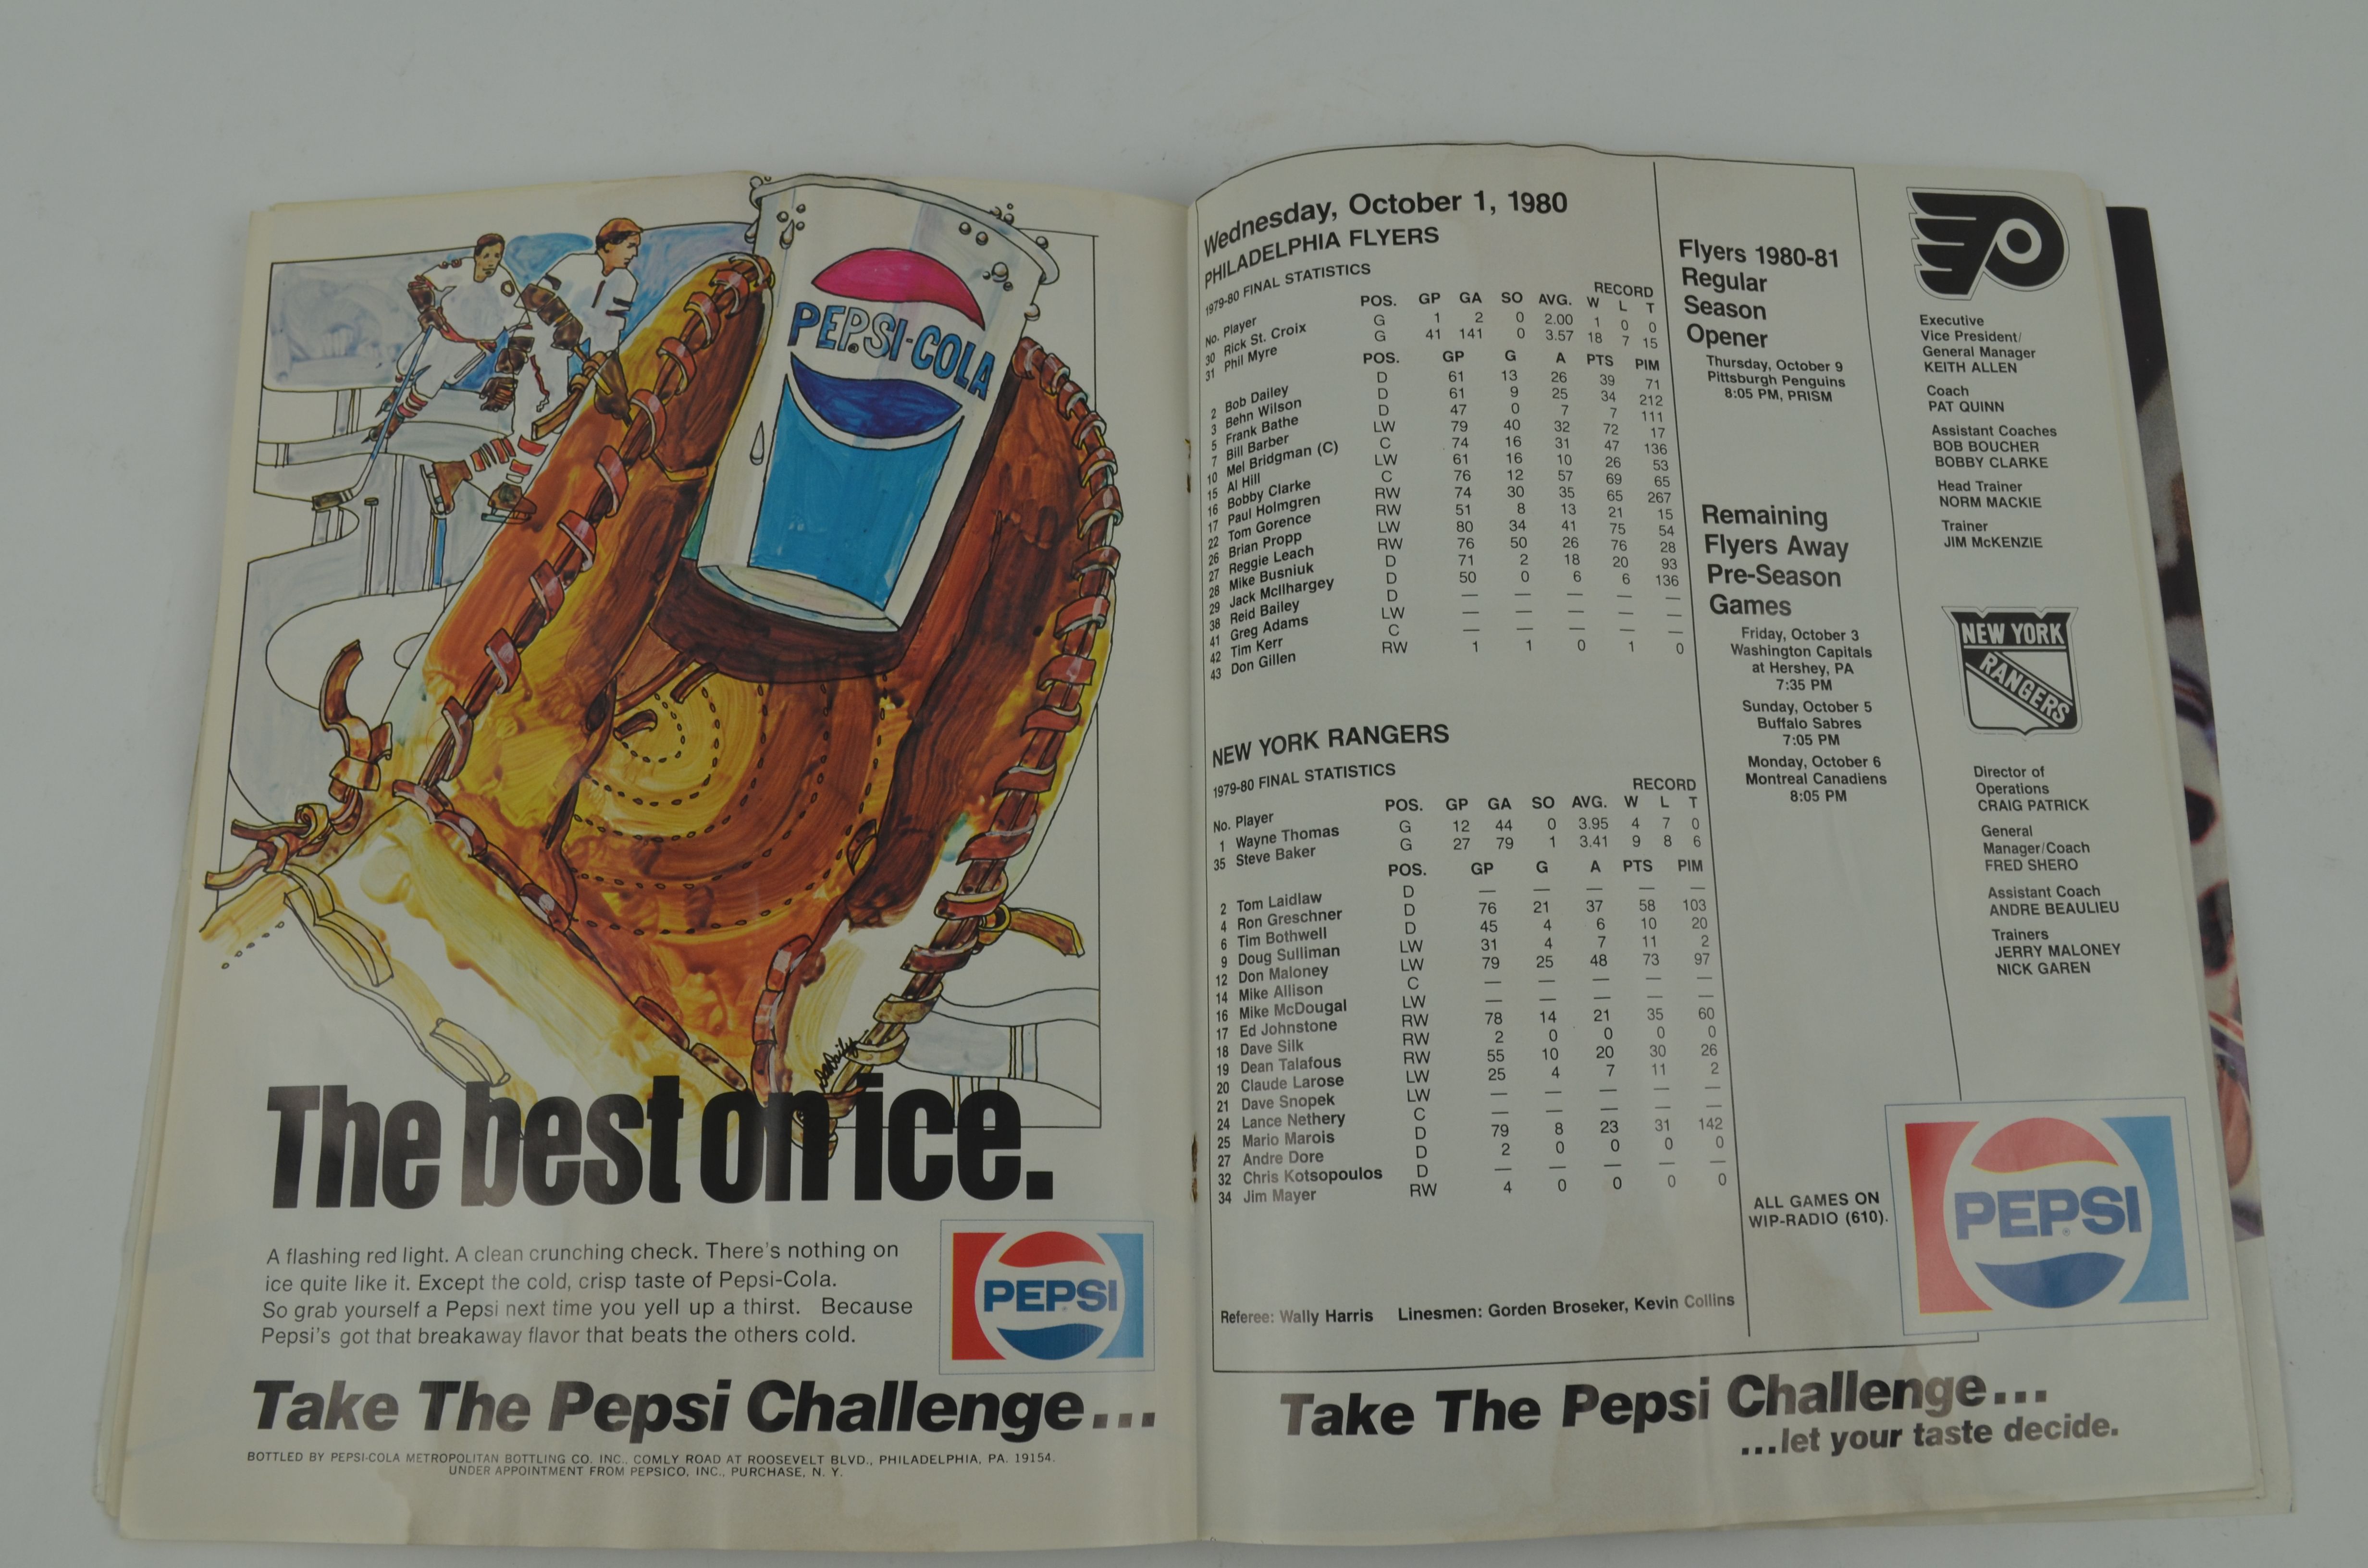 PEPSI-COLA
The best on ice.
A flashing red light. A clean crunching check. There's nothing on
ice quite like it. Except the cold, crisp taste of Pepsi-Cola.
So grab yourself a Pepsi next time you yell up a thirst. Because
Pepsi's got that breakaway flavor that beats the others cold.
PEPSI
Take The Pepsi Challenge...
BOTTLED BY PEPSI-COLA METROPOLITAN BOTTLING CO. INC., COMLY ROAD AT ROOSEVELT BLVD., PHILADELPHIA, PA. 19154.
UNDER APPOINTMENT FROM PEPSICO, INC., PURCHASE, N. Y.
Wednesday, October 1, 1980
PHILADELPHIA FLYERS
1979-80 FINAL STATISTICS
RECORD
No. Player POS. GP GA SO AVG. W L T
30 Rick St. Croix G 1 2 0 2.00 1 0 0
31 Phil Myre G 41 141 0 3.57 18 7 15
POS. GP G A PTS PIM
2 Bob Dailey D 61 13 26 39 71
3 Behn Wilson D 61 9 25 34 212
5 Frank Bathe D 47 0 7 7 111
7 Bill Barber LW 79 40 32 72 17
10 Mel Bridgman (C) C 74 16 31 47 136
15 Al Hill LW 61 16 10 26 53
16 Bobby Clarke C 76 12 57 69 65
17 Paul Holmgren RW 74 30 35 65 267
22 Tom Gorence RW 51 8 13 21 15
26 Brian Propp LW 80 34 41 75 54
27 Reggie Leach RW 76 50 26 76 28
28 Mike Busniuk D 71 2 18 20 93
29 Jack McIlhargey D 50 0 6 6 136
38 Reid Bailey D — — — — —
41 Greg Adams LW — — — — —
42 Tim Kerr C — — — — —
43 Don Gillen RW 1 1 0 1 0
NEW YORK RANGERS
1979-80 FINAL STATISTICS
RECORD
No. Player POS. GP GA SO AVG. W L T
1 Wayne Thomas G 12 44 0 3.95 4 7 0
35 Steve Baker G 27 79 1 3.41 9 8 6
POS. GP G A PTS PIM
2 Tom Laidlaw D — — — — —
4 Ron Greschner D 76 21 37 58 103
6 Tim Bothwell D 45 4 6 10 20
9 Doug Sulliman LW 31 4 7 11 2
12 Don Maloney LW 79 25 48 73 97
14 Mike Allison C — — — — —
16 Mike McDougal LW — — — — —
17 Ed Johnstone RW 78 14 21 35 60
18 Dave Silk RW 2 0 0 0 0
19 Dean Talafous RW 55 10 20 30 26
20 Claude Larose LW 25 4 7 11 2
21 Dave Snopek LW — — — — —
24 Lance Nethery C — — — — —
25 Mario Marois D 79 8 23 31 142
27 Andre Dore D 2 0 0 0 0
32 Chris Kotsopoulos D — — — — —
34 Jim Mayer RW 4 0 0 0 0
Referee: Wally Harris Linesmen: Gorden Broseker, Kevin Collins
Flyers 1980-81
Regular
Season
Opener
Thursday, October 9
Pittsburgh Penguins
8:05 PM, PRISM
Remaining
Flyers Away
Pre-Season
Games
Friday, October 3
Washington Capitals
at Hershey, PA
7:35 PM
Sunday, October 5
Buffalo Sabres
7:05 PM
Monday, October 6
Montreal Canadiens
8:05 PM
ALL GAMES ON
WIP-RADIO (610).
Executive
Vice President/
General Manager
KEITH ALLEN
Coach
PAT QUINN
Assistant Coaches
BOB BOUCHER
BOBBY CLARKE
Head Trainer
NORM MACKIE
Trainer
JIM McKENZIE
NEW YORK
RANGERS
Director of
Operations
CRAIG PATRICK
General
Manager/Coach
FRED SHERO
Assistant Coach
ANDRE BEAULIEU
Trainers
JERRY MALONEY
NICK GAREN
PEPSI
Take The Pepsi Challenge...
...let your taste decide.